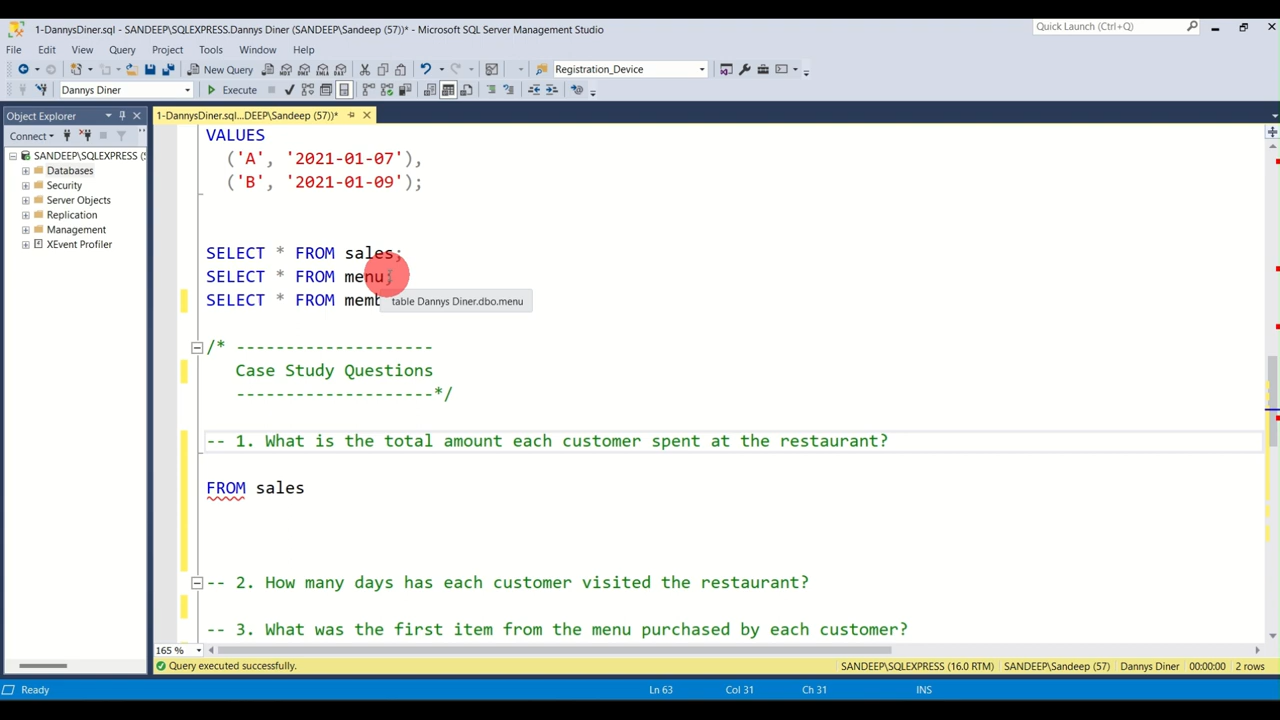 1-DannysDiner.sql - SANDEEP\SQLEXPRESS.Dannys Diner (SANDEEP\Sandeep (57))* - Microsoft SQL Server Management Studio
Quick Launch (Ctrl+Q)
File Edit View Query Project Tools Window Help
New Query
MDX DMX XMLA DAX
Registration_Device
Dannys Diner
Execute
Object Explorer
1-DannysDiner.sql...DEEP\Sandeep (57))*
Connect
SANDEEP\SQLEXPRESS (
Databases
Security
Server Objects
Replication
Management
XEvent Profiler
VALUES
('A', '2021-01-07'),
('B', '2021-01-09');
SELECT * FROM sales;
SELECT * FROM menu;
SELECT * FROM memb
table Dannys Diner.dbo.menu
/* --------------------
Case Study Questions
--------------------*/
-- 1. What is the total amount each customer spent at the restaurant?
FROM sales
-- 2. How many days has each customer visited the restaurant?
-- 3. What was the first item from the menu purchased by each customer?
165 %
Query executed successfully.
SANDEEP\SQLEXPRESS (16.0 RTM) SANDEEP\Sandeep (57) Dannys Diner 00:00:00 2 rows
Ready
Ln 63 Col 31 Ch 31 INS